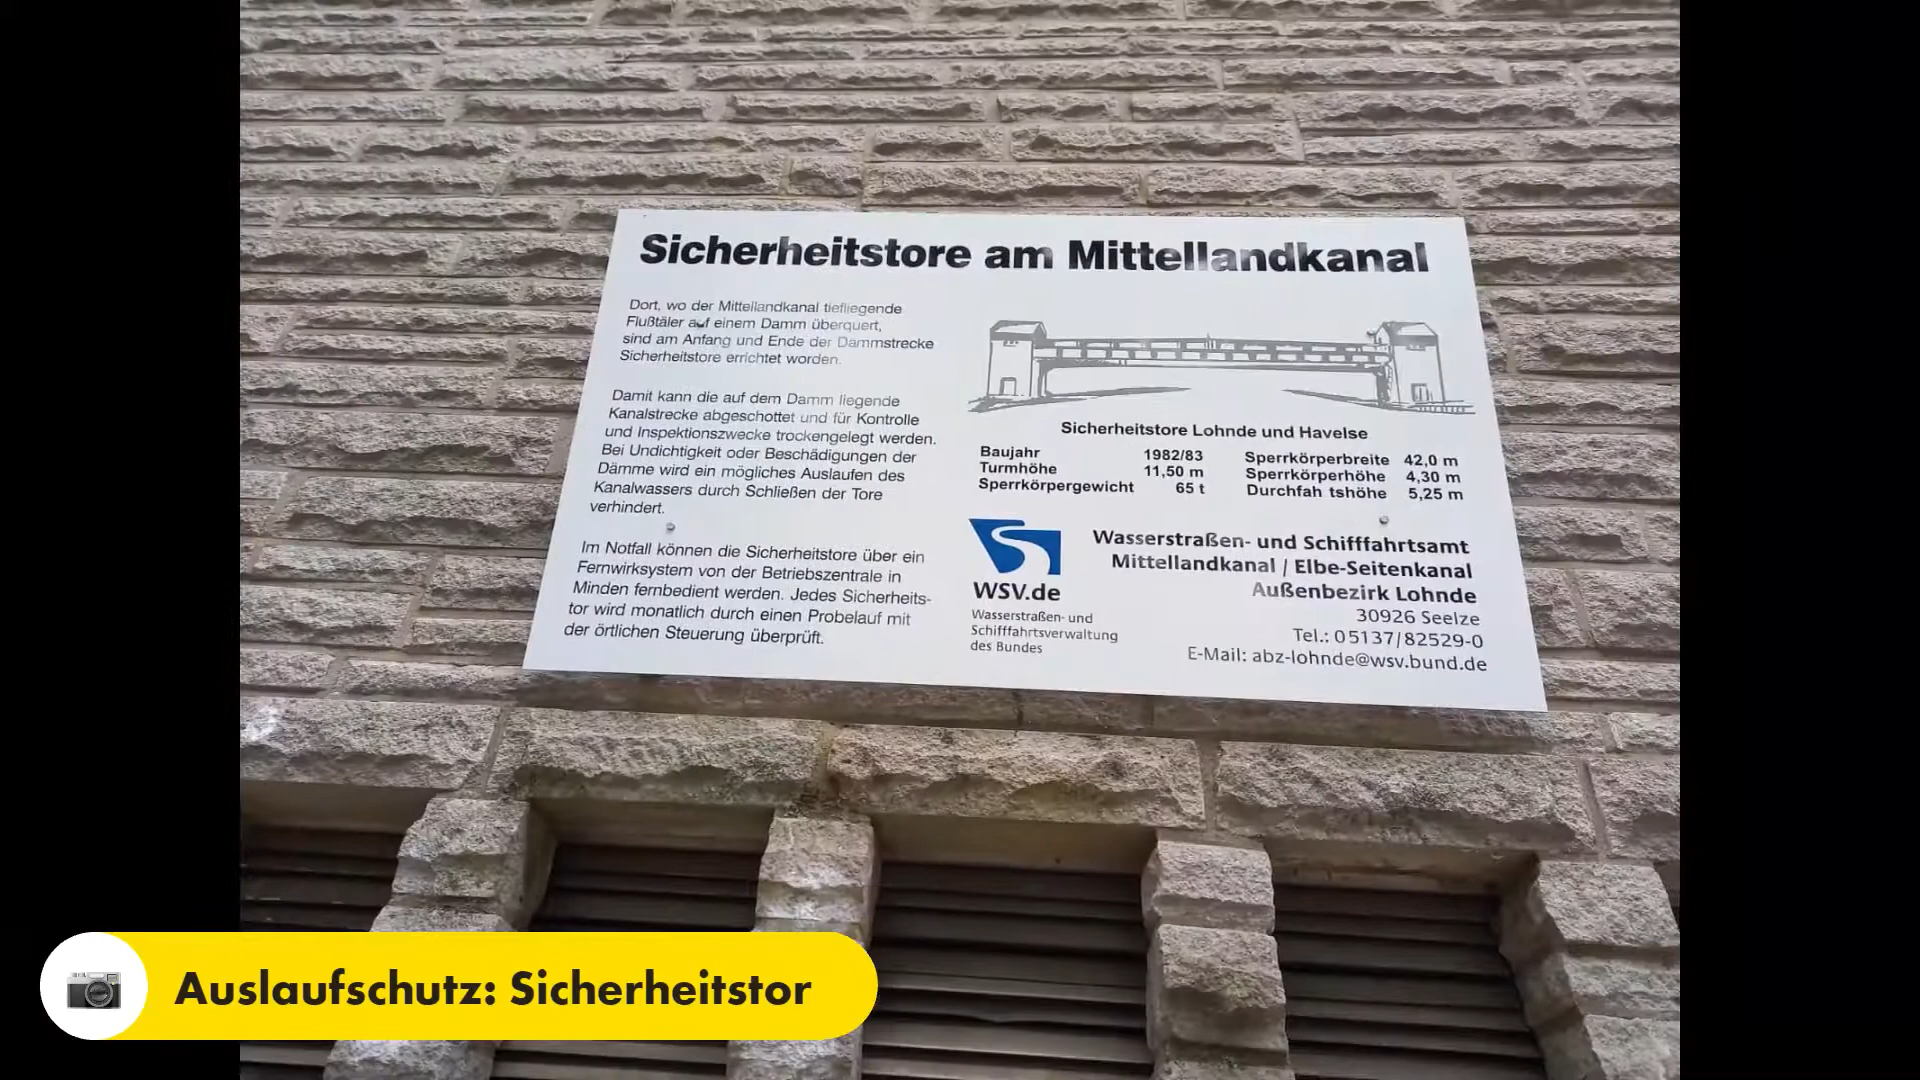 Sicherheitstore am Mittellandkanal
Dort, wo der Mittellandkanal tiefliegende
Flußtäler auf einem Damm überquert,
sind am Anfang und Ende der Dammstrecke
Sicherheitstore errichtet worden.
Damit kann die auf dem Damm liegende
Kanalstrecke abgeschottet und für Kontrolle
und Inspektionszwecke trockengelegt werden.
Bei Undichtigkeit oder Beschädigungen der
Dämme wird ein mögliches Auslaufen des
Kanalwassers durch Schließen der Tore
verhindert.
Im Notfall können die Sicherheitstore über ein
Fernwirksystem von der Betriebszentrale in
Minden fernbedient werden. Jedes Sicherheits-
tor wird monatlich durch einen Probelauf mit
der örtlichen Steuerung überprüft.
Sicherheitstore Lohnde und Havelse
Baujahr 1982/83 Sperrkörperbreite 42,0 m
Turmhöhe 11,50 m Sperrkörperhöhe 4,30 m
Sperrkörpergewicht 65 t Durchfah tshöhe 5,25 m
WSV.de
Wasserstraßen- und
Schifffahrtsverwaltung
des Bundes
Wasserstraßen- und Schifffahrtsamt
Mittellandkanal / Elbe-Seitenkanal
Außenbezirk Lohnde
30926 Seelze
Tel.: 05137/82529-0
E-Mail: abz-lohnde@wsv.bund.de
Auslaufschutz: Sicherheitstor